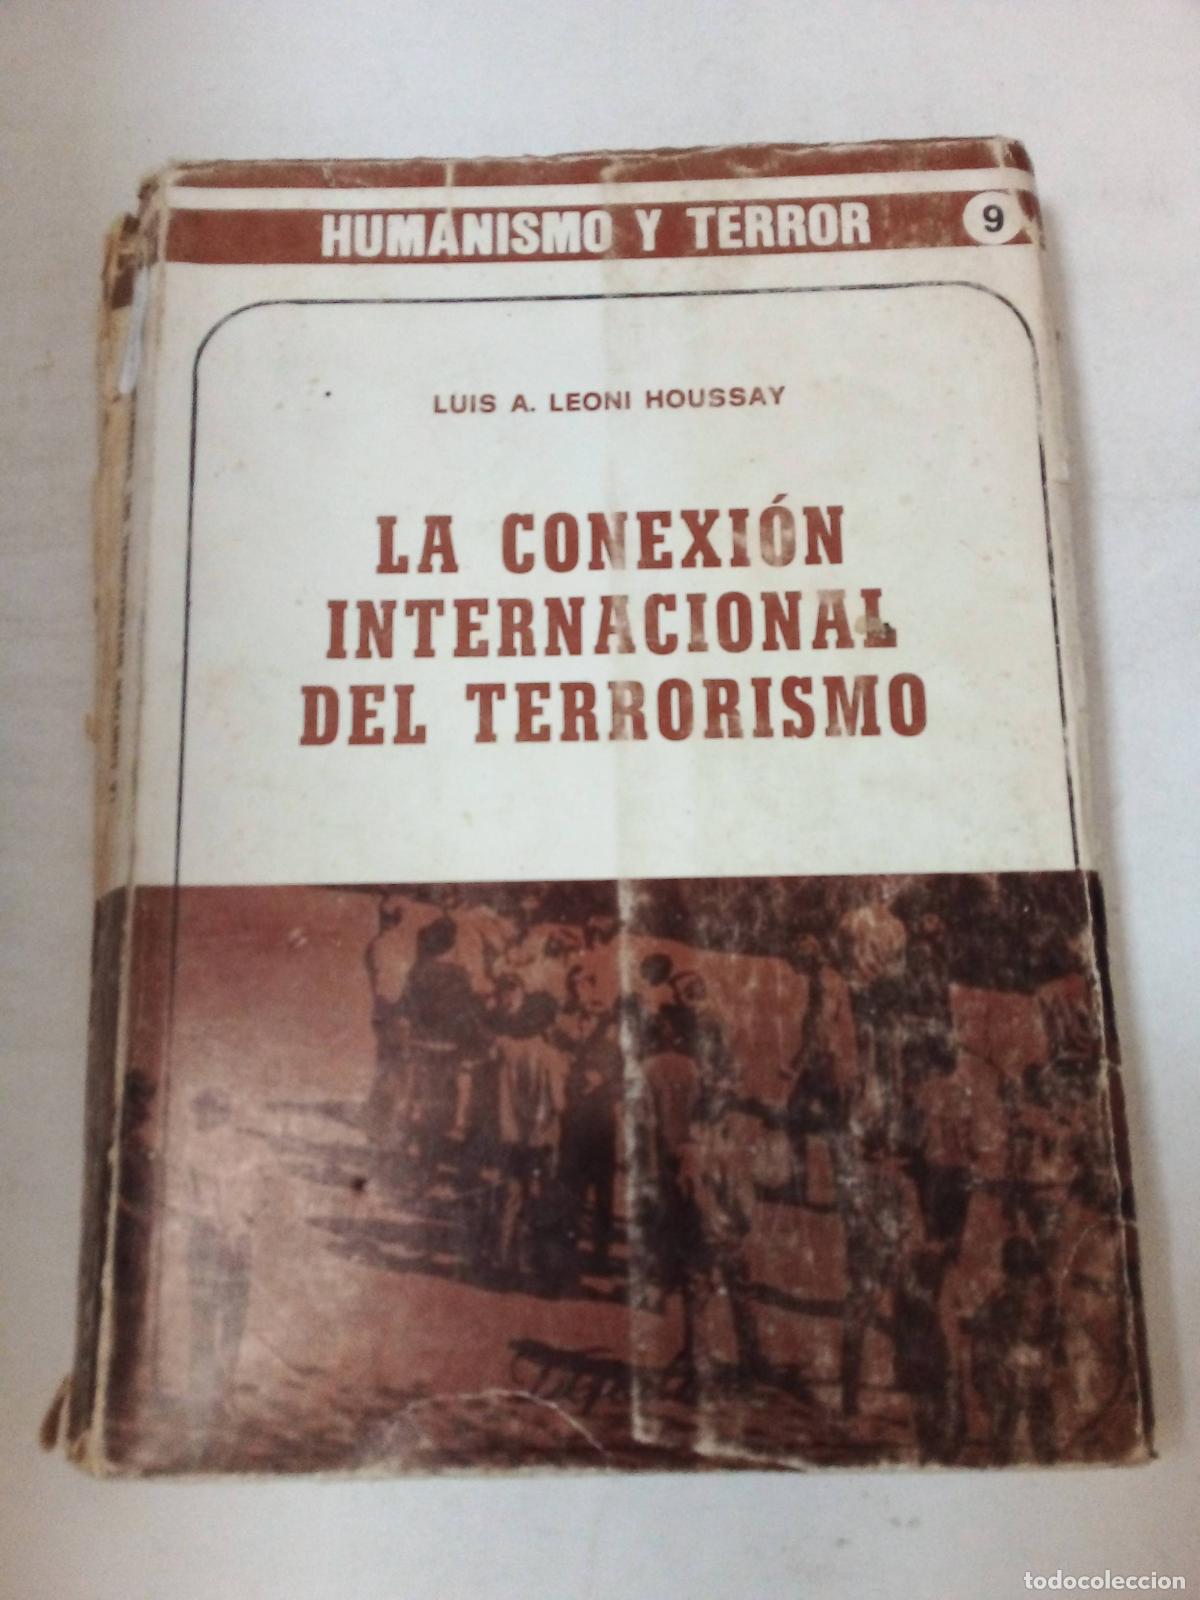 HUMANISMO Y TERROR 9
LUIS A. LEONI HOUSSAY
LA CONEXIÓN
INTERNACIONAL
DEL TERRORISMO
todocoleccion